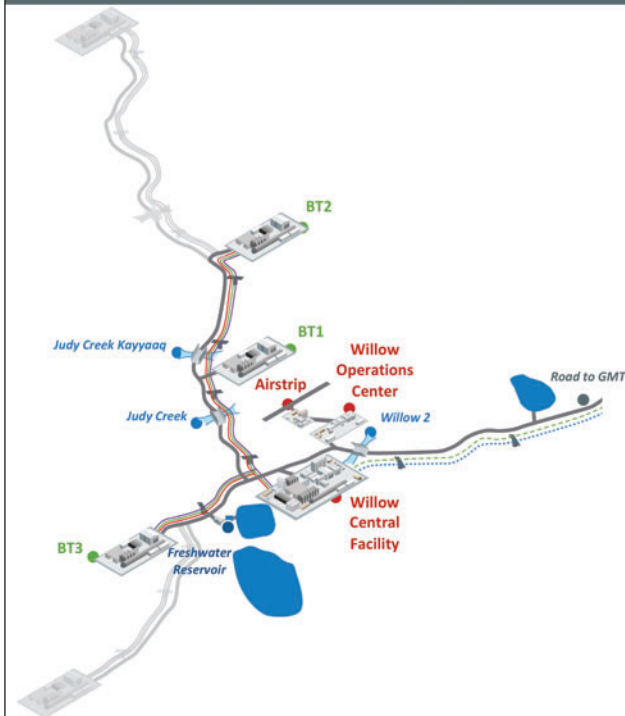 BT2
BT1
Judy Creek Kayyaaq
Willow
Operations
Center
Airstrip
Road to GMT
Judy Creek
Willow 2
Willow
Central
Facility
BT3
Freshwater
Reservoir